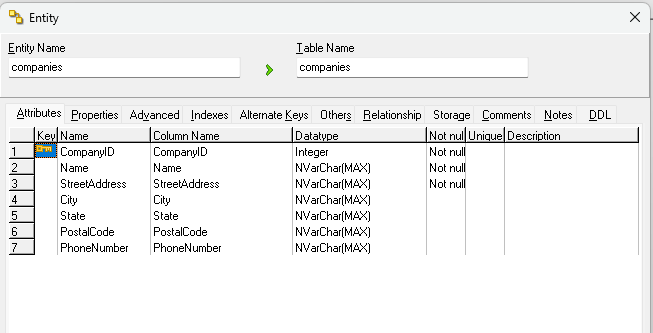 Entity
Entity Name Table Name
companies companies
Attributes Properties Advanced Indexes Alternate Keys Others Relationship Storage Comments Notes DDL
Key Name Column Name Datatype Not nul Unique Description
1 CompanyID CompanyID Integer Not null
2 Name Name NVarChar(MAX) Not null
3 StreetAddress StreetAddress NVarChar(MAX) Not null
4 City City NVarChar(MAX)
5 State State NVarChar(MAX)
6 PostalCode PostalCode NVarChar(MAX)
7 PhoneNumber PhoneNumber NVarChar(MAX)